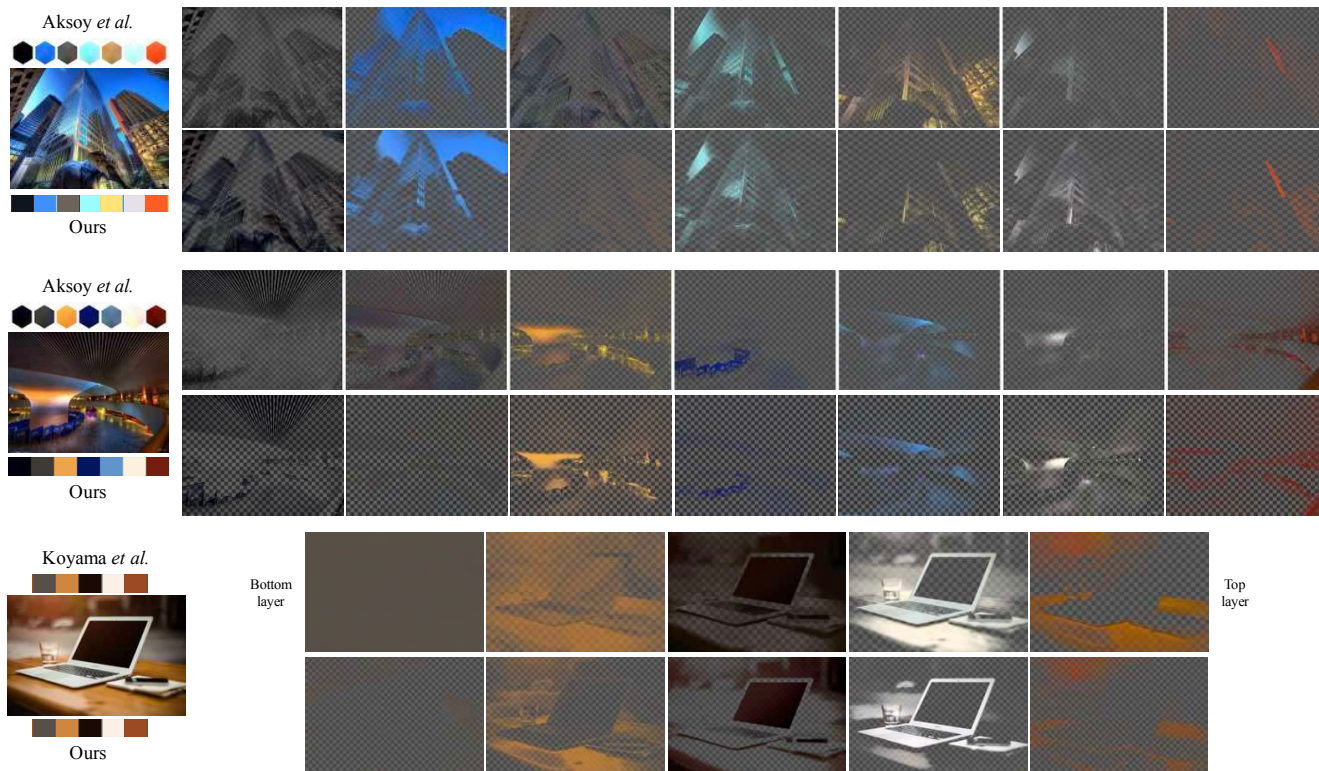 Aksoy et al.
Ours
Aksoy et al.
Ours
Koyama et al.
Bottom
layer
Top
layer
Ours